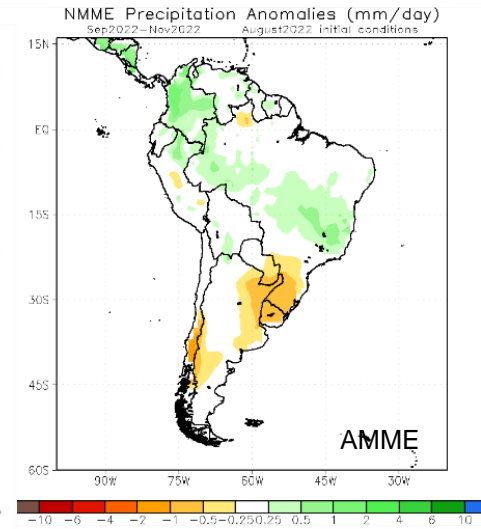 NMME Precipitation Anomalies (mm/day)
Sep2022-Nov2022 August2022 initial conditions
15N
EQ
15S
30S
45S
60S
AMME
90W 75W 60W 45W 30W
-10 -6 -4 -2 -1 -0.5-0.250.25 0.5 1 2 4 6 10